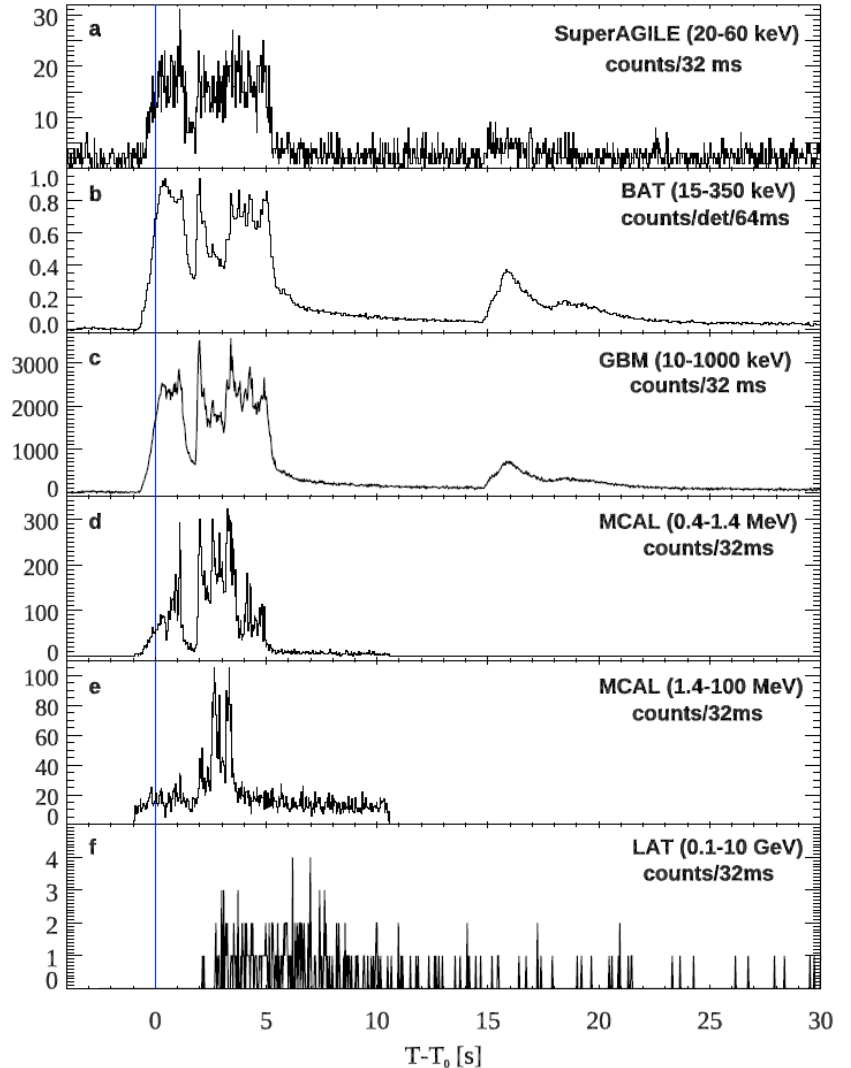 a
SuperAGILE (20-60 keV)
counts/32 ms
30
20
10
b
BAT (15-350 keV)
counts/det/64ms
1.0
0.8
0.6
0.4
0.2
0.0
c
GBM (10-1000 keV)
counts/32 ms
3000
2000
1000
0
d
MCAL (0.4-1.4 MeV)
counts/32ms
300
200
100
0
e
MCAL (1.4-100 MeV)
counts/32ms
100
80
60
40
20
0
f
LAT (0.1-10 GeV)
counts/32ms
4
3
2
1
0
0 5 10 15 20 25 30
T-T₀ [s]